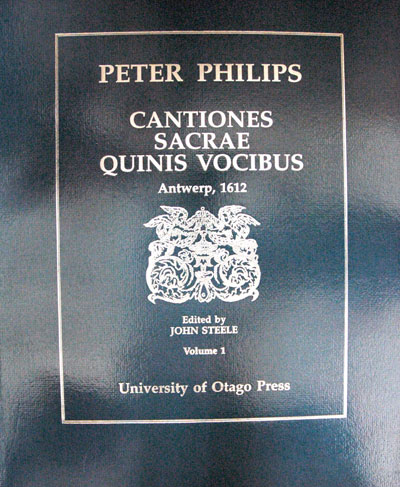 PETER PHILIPS
CANTIONES
SACRAE
QUINIS VOCIBUS
Antwerp, 1612
Edited by
JOHN STEELE
Volume 1
University of Otago Press